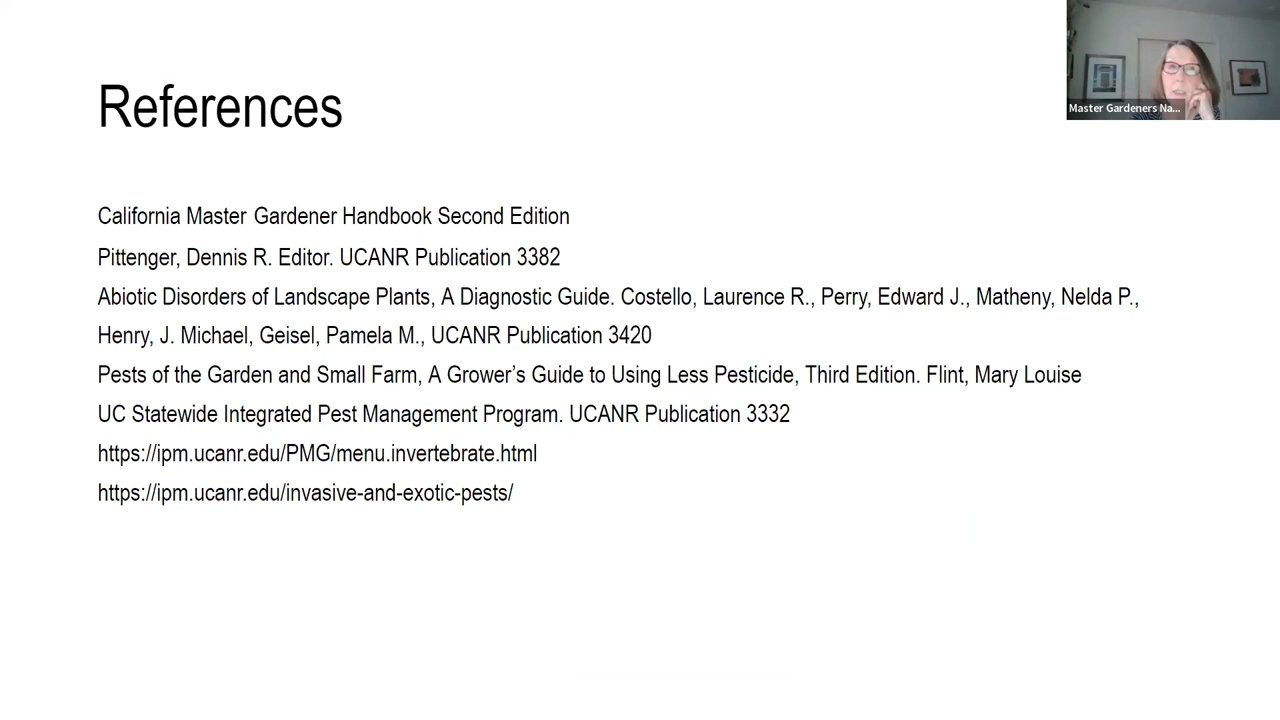 References
Master Gardeners Na...
California Master Gardener Handbook Second Edition
Pittenger, Dennis R. Editor. UCANR Publication 3382
Abiotic Disorders of Landscape Plants, A Diagnostic Guide. Costello, Laurence R., Perry, Edward J., Matheny, Nelda P.,
Henry, J. Michael, Geisel, Pamela M., UCANR Publication 3420
Pests of the Garden and Small Farm, A Grower’s Guide to Using Less Pesticide, Third Edition. Flint, Mary Louise
UC Statewide Integrated Pest Management Program. UCANR Publication 3332
https://ipm.ucanr.edu/PMG/menu.invertebrate.html
https://ipm.ucanr.edu/invasive-and-exotic-pests/